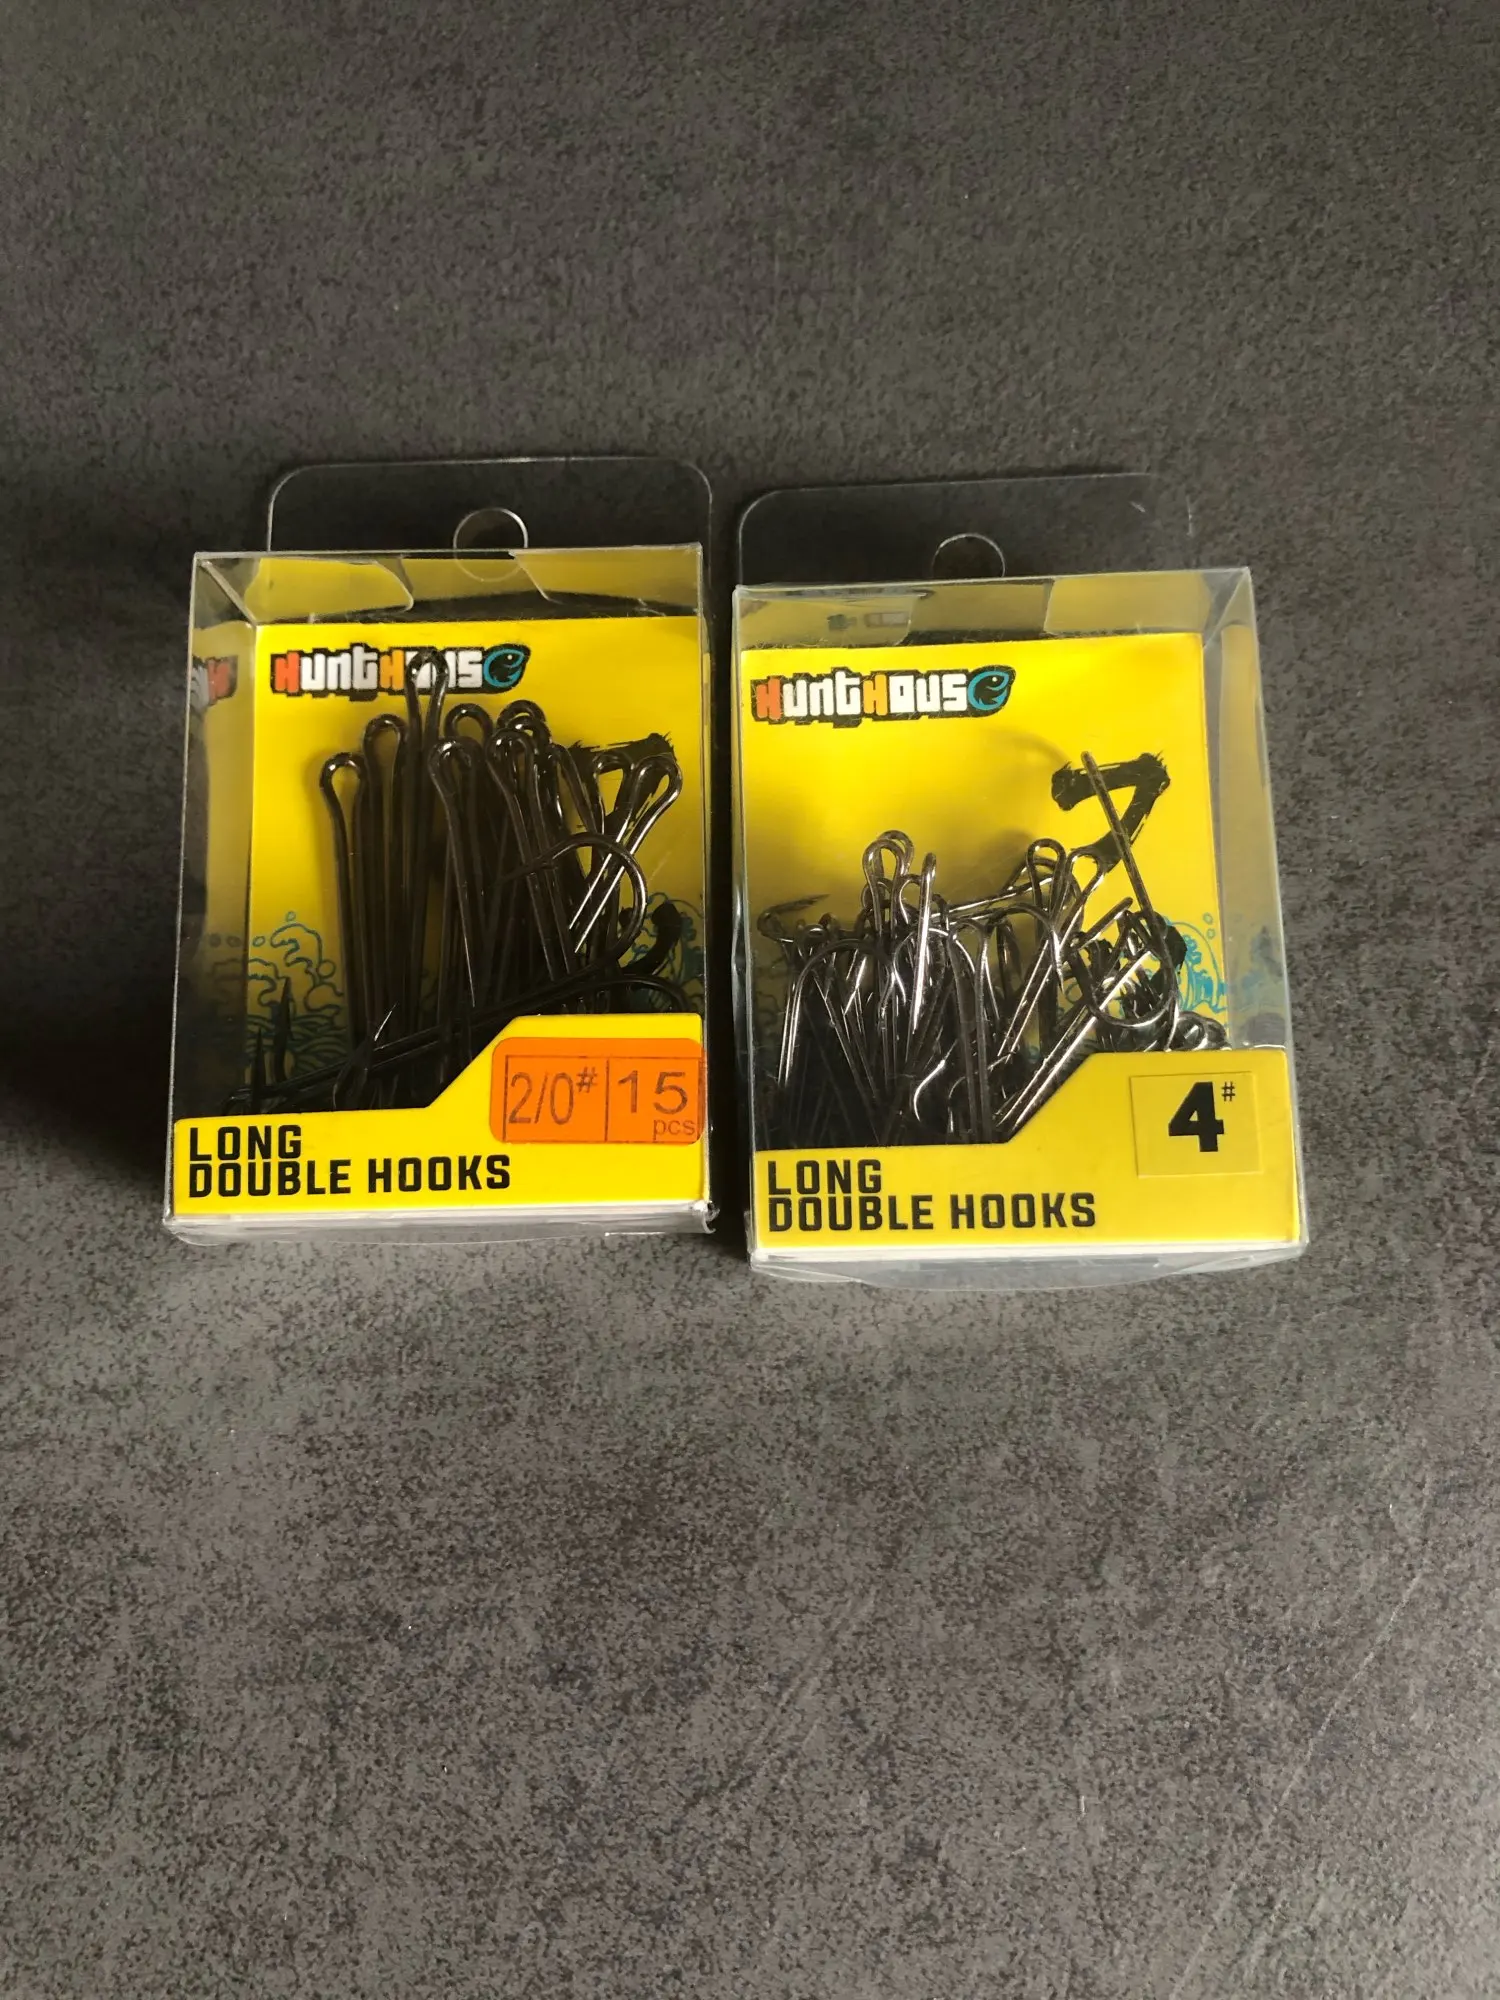 HUNTHOUSE
2/0# 15
pcs
LONG
DOUBLE HOOKS
HUNTHOUSE
4#
LONG
DOUBLE HOOKS